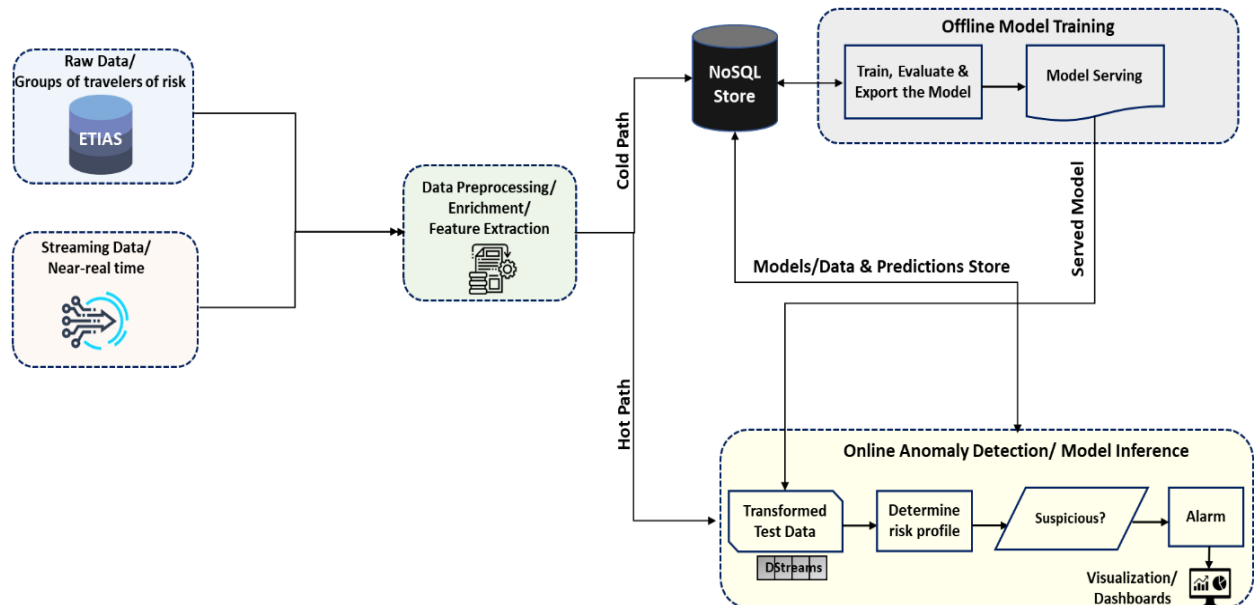 Raw Data/
Groups of travelers of risk
ETIAS
Streaming Data/
Near-real time
Data Preprocessing/
Enrichment/
Feature Extraction
Cold Path
Hot Path
NoSQL
Store
Offline Model Training
Train, Evaluate &
Export the Model
Model Serving
Served Model
Models/Data & Predictions Store
Online Anomaly Detection/ Model Inference
Transformed
Test Data
DStreams
Determine
risk profile
Suspicious?
Alarm
Visualization/
Dashboards